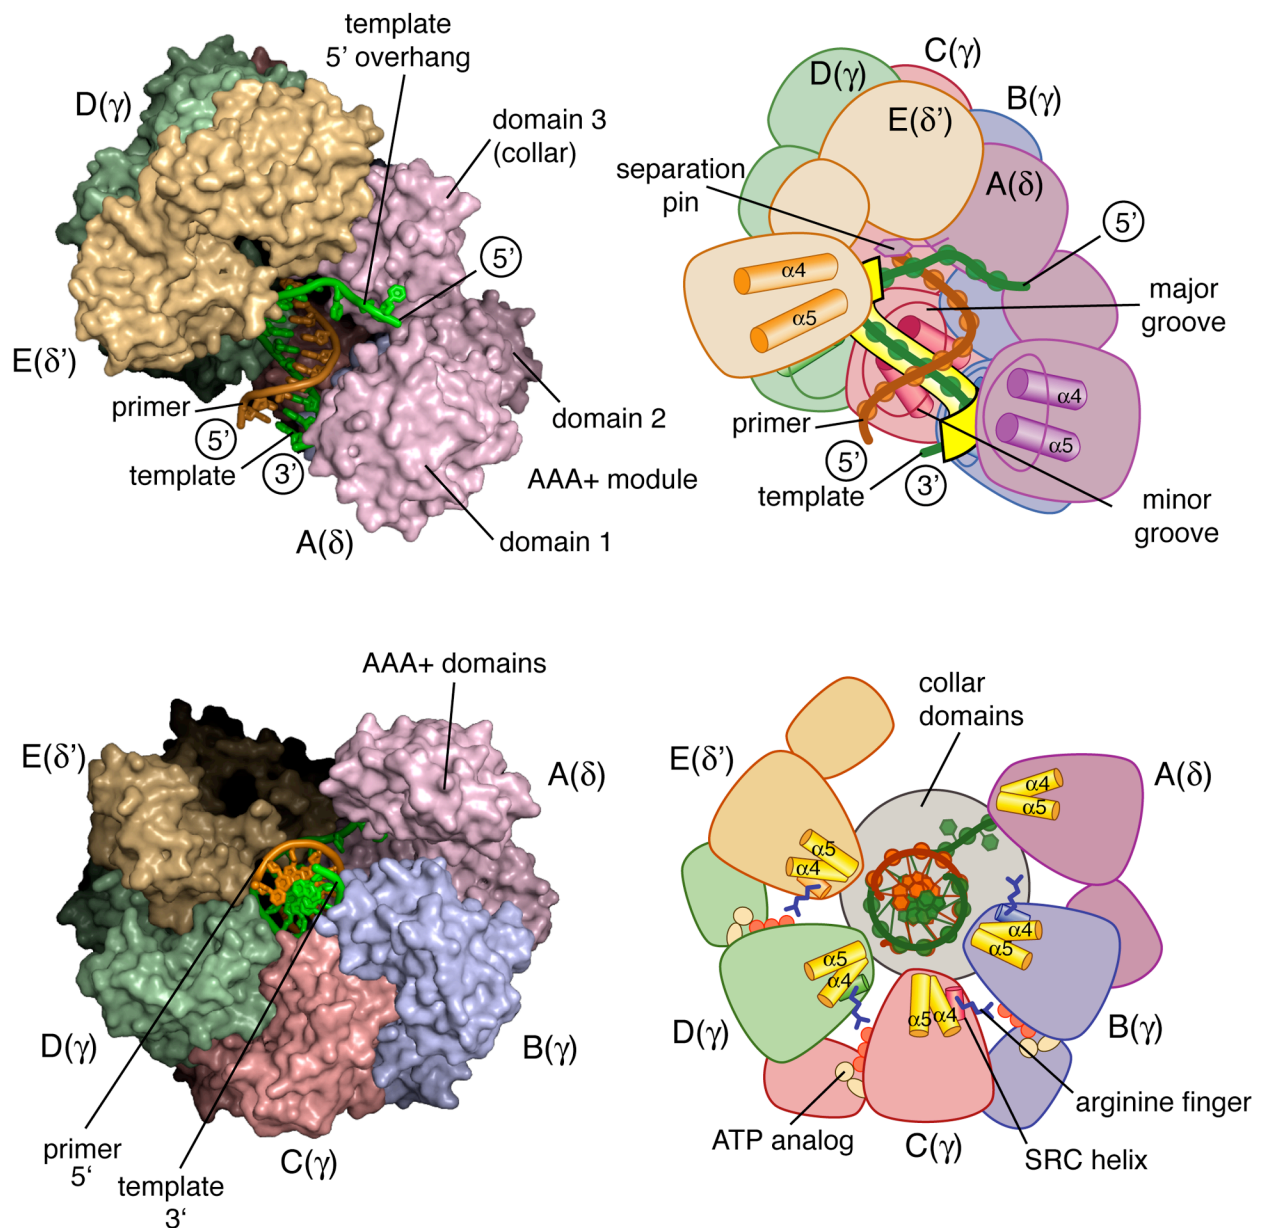 template
5’ overhang
D(γ)
domain 3
(collar)
5’
E(δ’)
primer
5’
template
3’
domain 2
AAA+ module
domain 1
A(δ)
C(γ)
D(γ)
B(γ)
E(δ’)
separation
pin
A(δ)
5’
α4
α5
major
groove
primer
5’
template
3’
α4
α5
minor
groove
AAA+ domains
E(δ’)
A(δ)
D(γ)
B(γ)
C(γ)
primer
5‘
template
3‘
collar
domains
E(δ’)
A(δ)
α4
α5
α5
α4
α4
α5
α5
α4
α5
α4
D(γ)
B(γ)
ATP analog
C(γ)
arginine finger
SRC helix